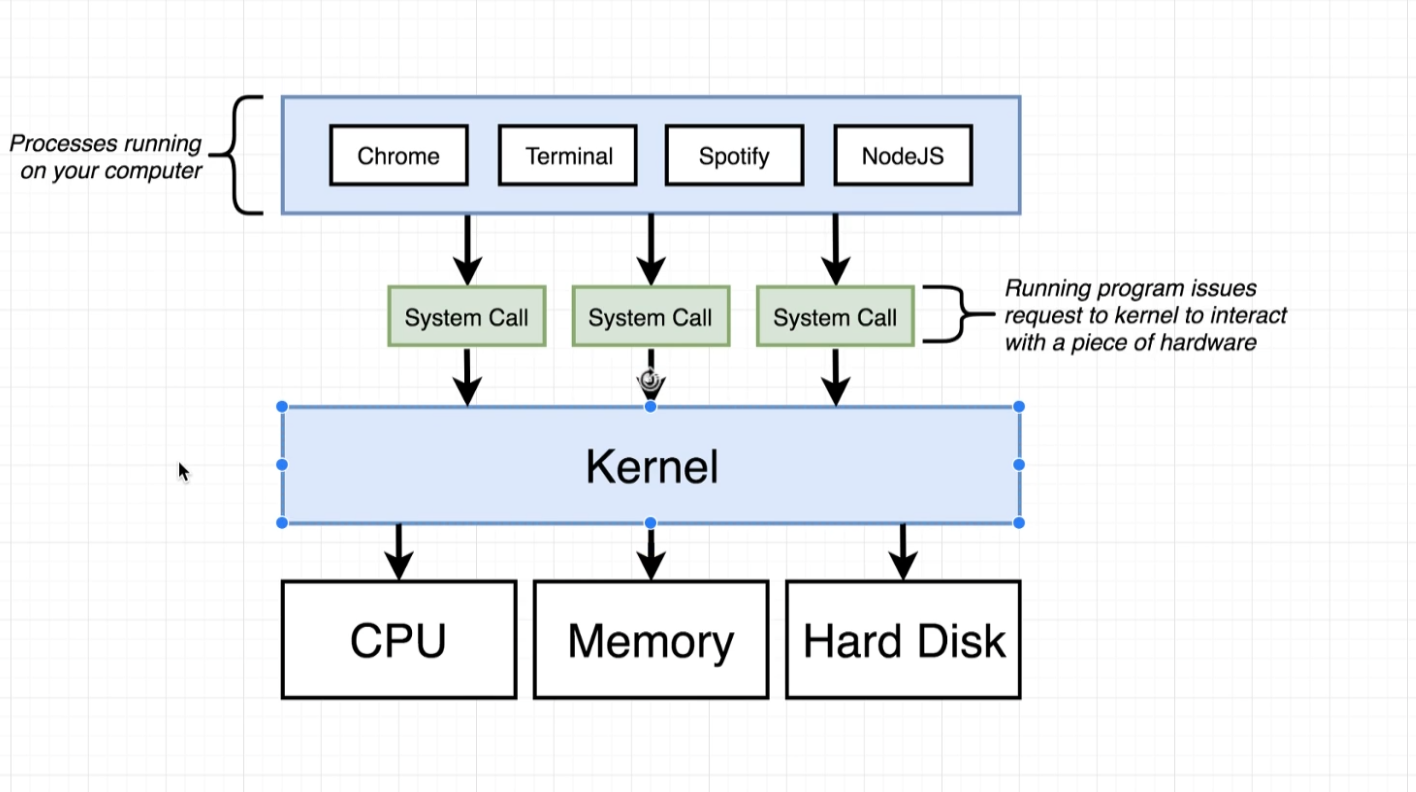 Processes running
on your computer
Chrome
Terminal
Spotify
NodeJS
System Call
System Call
System Call
Running program issues
request to kernel to interact
with a piece of hardware
Kernel
CPU
Memory
Hard Disk